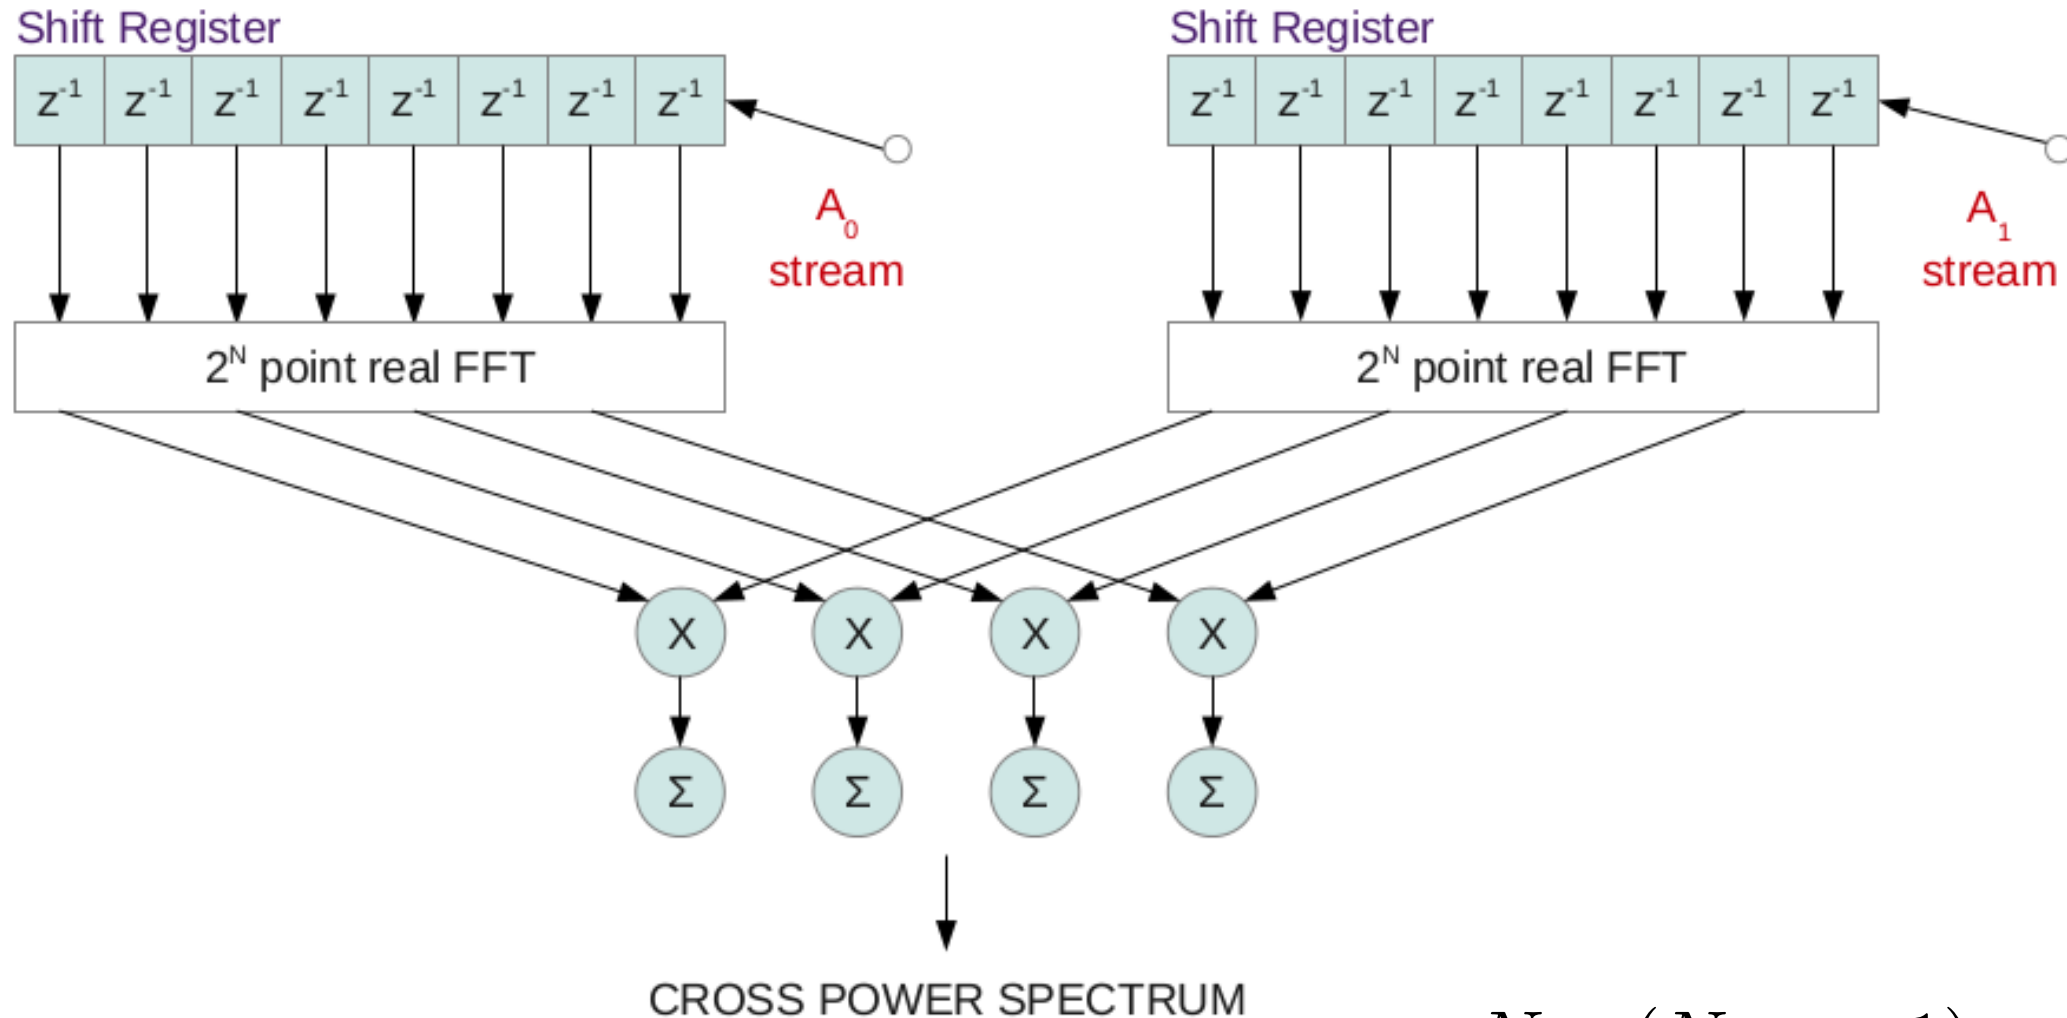 Shift Register
z⁻¹ z⁻¹ z⁻¹ z⁻¹ z⁻¹ z⁻¹ z⁻¹ z⁻¹
A₀
stream
2ᴺ point real FFT
Shift Register
z⁻¹ z⁻¹ z⁻¹ z⁻¹ z⁻¹ z⁻¹ z⁻¹ z⁻¹
A₁
stream
2ᴺ point real FFT
X X X X
Σ Σ Σ Σ
CROSS POWER SPECTRUM